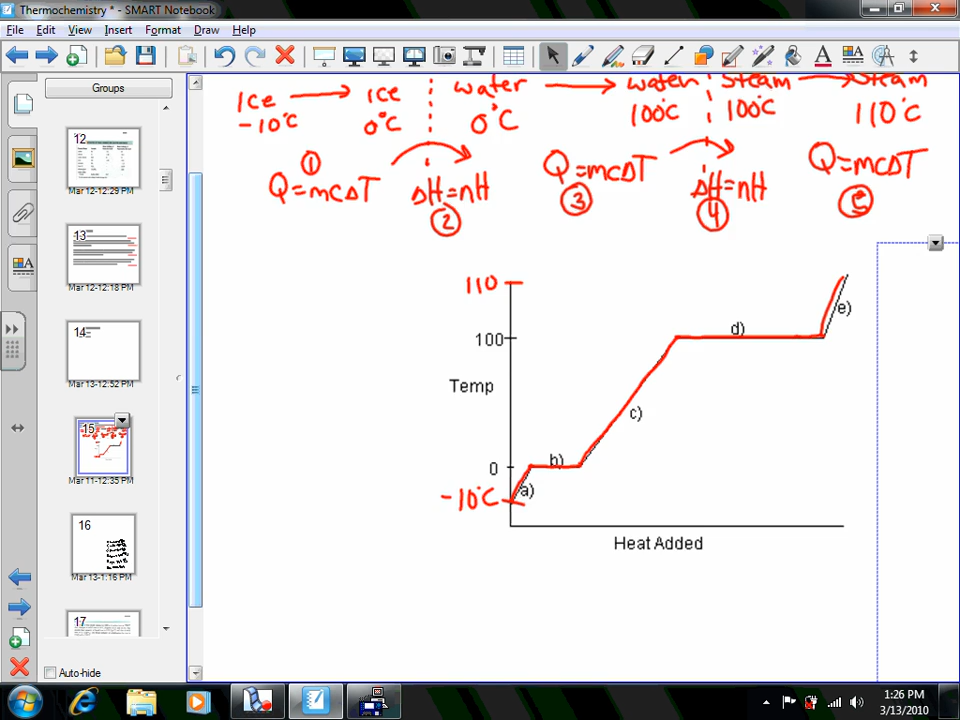 Thermochemistry * - SMART Notebook
File Edit View Insert Format Draw Help
Groups
12
Mar 12-12:29 PM
13
Mar 12-12:18 PM
14
Mar 13-12:52 PM
15
Mar 11-12:35 PM
16
Mar 13-1:16 PM
17
Auto-hide
Ice → Ice water → water steam → steam
-10°C 0°C 0°C 100°C 100°C 110°C
① Q=mcΔT ΔH=nH Q=mcΔT ΔH=nH Q=mcΔT
② ③ ④ ⑤
110
100
d)
e)
Temp
c)
0
b)
-10°C
a)
Heat Added
1:26 PM
3/13/2010